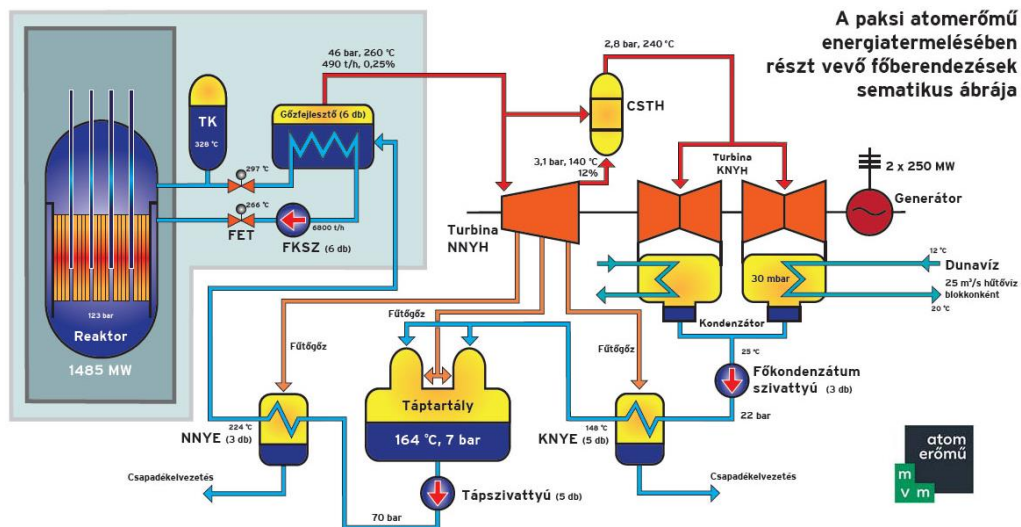 A paksi atomerőmű
energiatermelésében
részt vevő főberendezések
sematikus ábrája
46 bar, 260 °C
490 t/h, 0,25%
2,8 bar, 240 °C
CSTH
TK
328 °C
Gőzfejlesztő (6 db)
297 °C
266 °C
FET
FKSZ (6 db)
6800 t/h
3,1 bar, 140 °C
12%
Turbina
NNYH
Turbina
KNYH
2 x 250 MW
Generátor
123 bar
Reaktor
1485 MW
30 mbar
12 °C
Dunavíz
25 m³/s hűtővíz
blokkonként
20 °C
Kondenzátor
25 °C
Főkondenzátum
szivattyú (3 db)
22 bar
Fűtőgőz
Fűtőgőz
Fűtőgőz
Táptartály
164 °C, 7 bar
224 °C
NNYE (3 db)
148 °C
KNYE (5 db)
Csapadékelvezetés
Csapadékelvezetés
Tápszivattyú (5 db)
70 bar
atom
erőmű
m
v m